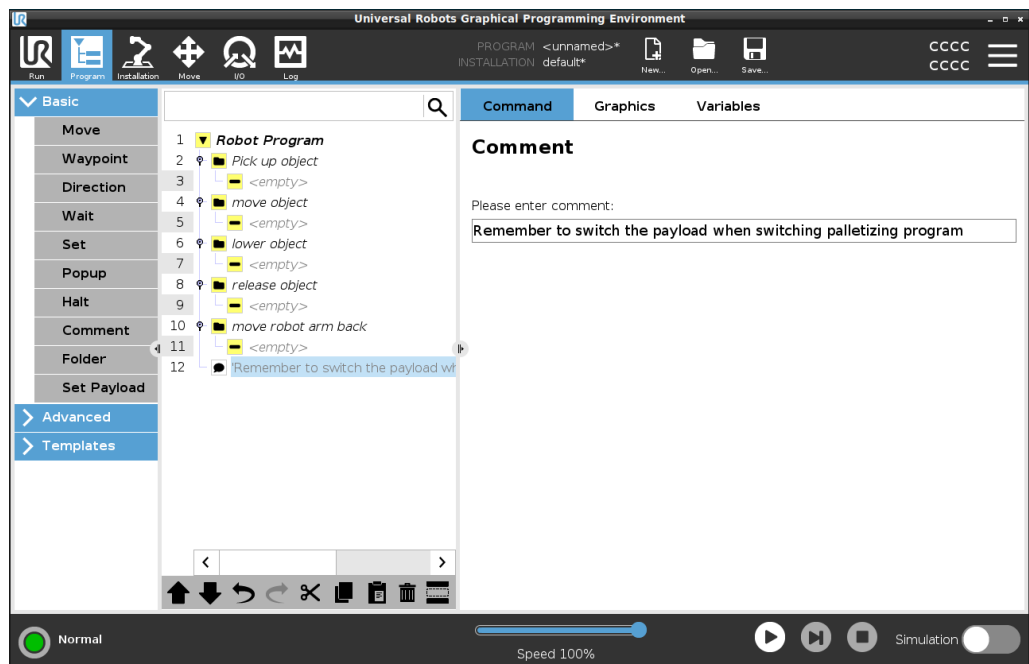 UR
Universal Robots Graphical Programming Environment
UR
Run
Program
Installation
Move
I/O
Log
PROGRAM <unnamed>*
INSTALLATION default*
New...
Open...
Save...
CCCC
CCCC
Basic
Move
Waypoint
Direction
Wait
Set
Popup
Halt
Comment
Folder
Set Payload
Advanced
Templates
1 Robot Program
2 Pick up object
3 <empty>
4 move object
5 <empty>
6 lower object
7 <empty>
8 release object
9 <empty>
10 move robot arm back
11 <empty>
12 'Remember to switch the payload wh
Command Graphics Variables
Comment
Please enter comment:
Remember to switch the payload when switching palletizing program
Normal
Speed 100%
Simulation